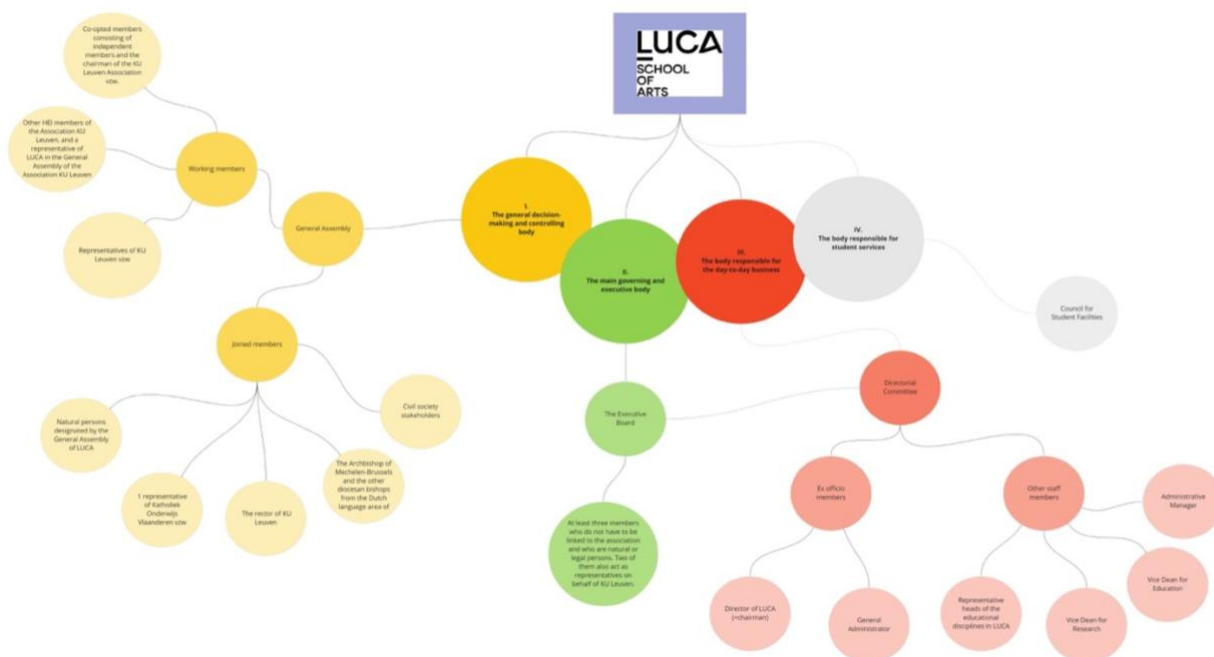 LUCA
SCHOOL
OF
ARTS
I.
The general decision-
making and controlling
body
II.
The main governing and
executive body
III.
The body responsible for
the day-to-day business
IV.
The body responsible for
student services
General Assembly
Working members
Co-opted members
consisting of
independent
members and the
chairman of the KU
Leuven Association
vzw.
Other HEI members of
the Association KU
Leuven, and a
representative of
LUCA in the General
Assembly of the
Association KU Leuven
Representatives of KU
Leuven vzw
Joined members
Natural persons
designated by the
General Assembly
of LUCA
1 representative
of Katholiek
Onderwijs
Vlaanderen vzw
The rector of KU
Leuven
The Archbishop of
Mechelen-Brussels
and the other
diocesan bishops
from the Dutch
language area of
Civil society
stakeholders
The Executive
Board
At least three members
who do not have to be
linked to the association
and who are natural or
legal persons. Two of
them also act as
representatives on
behalf of KU Leuven.
Directorial
Committee
Ex officio
members
Director of LUCA
(=chairman)
General
Administrator
Other staff
members
Representative
heads of the
educational
disciplines in LUCA
Vice Dean for
Research
Vice Dean for
Education
Administrative
Manager
Council for
Student Facilities